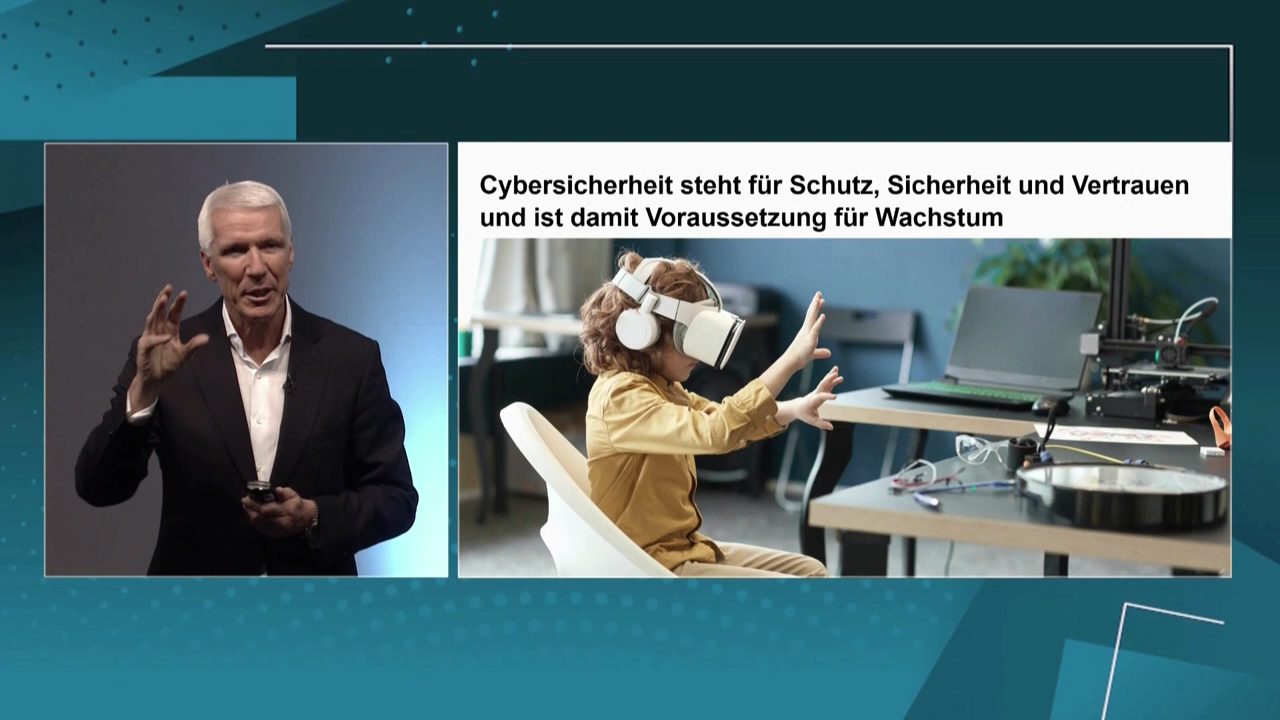 Cybersicherheit steht für Schutz, Sicherheit und Vertrauen
und ist damit Voraussetzung für Wachstum